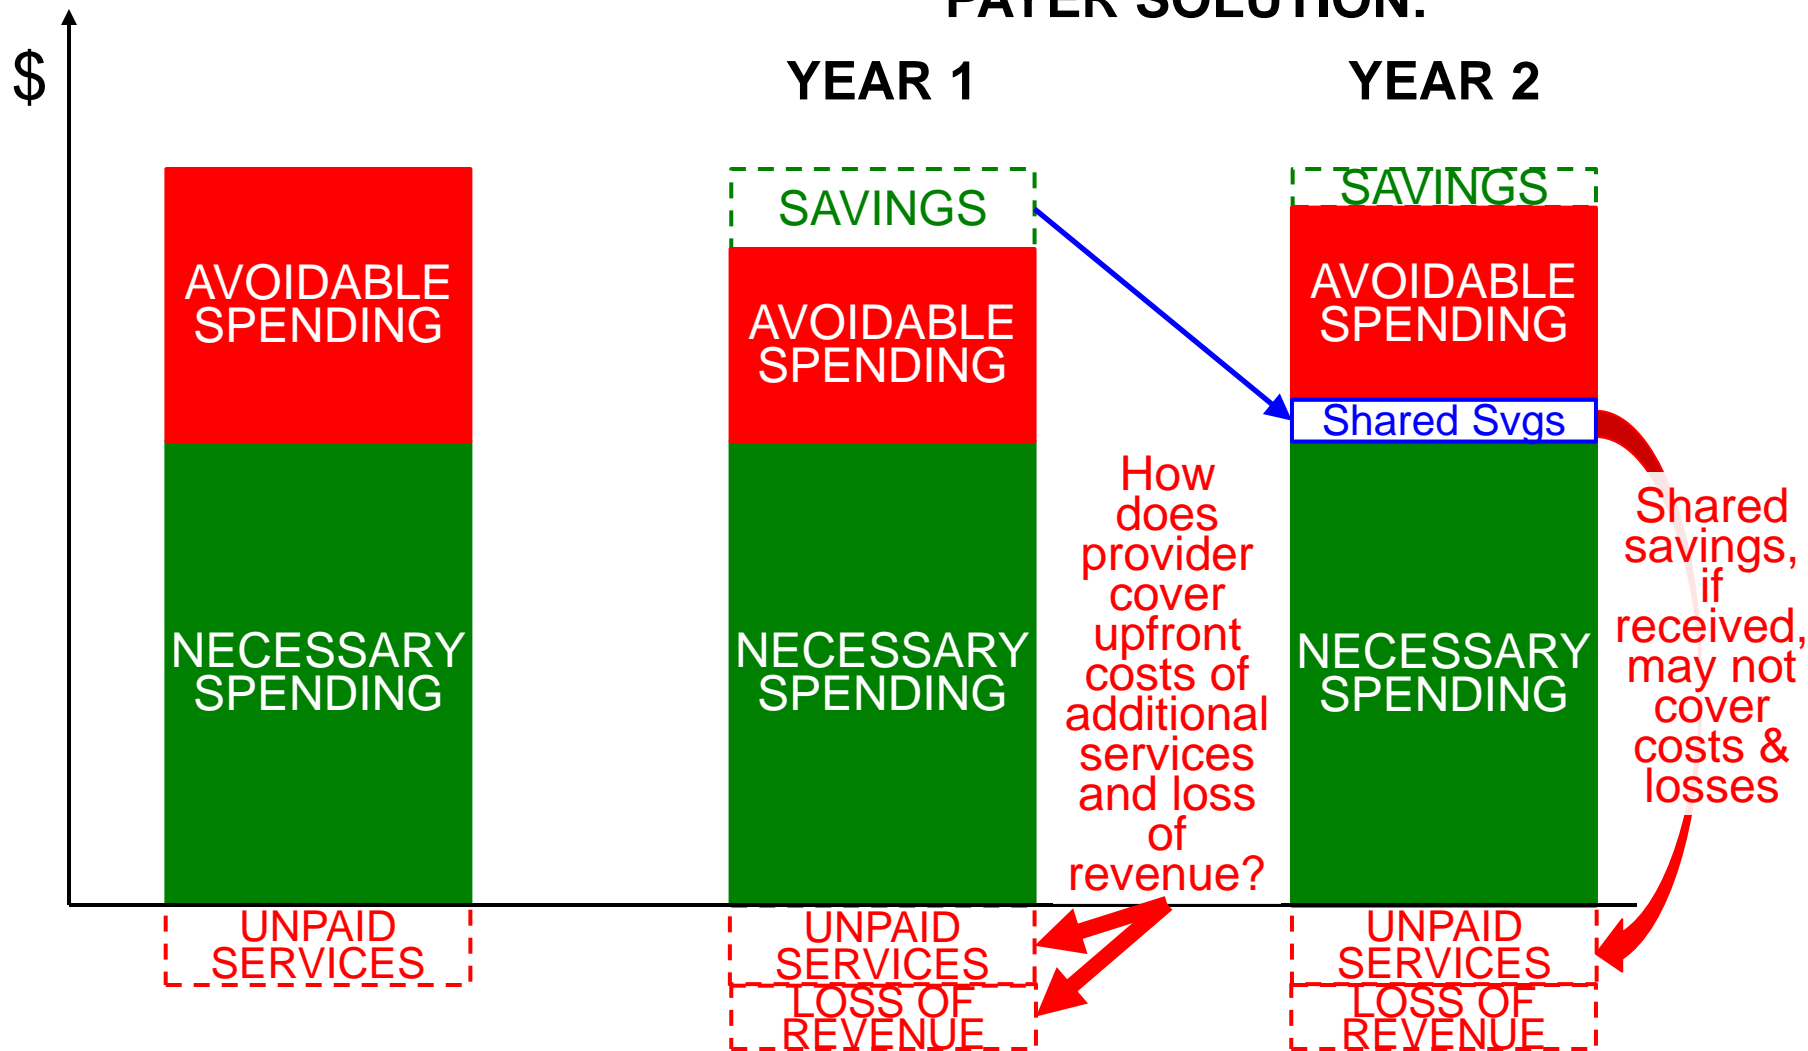 PAYER SOLUTION:
$
YEAR 1
YEAR 2
AVOIDABLE
SPENDING
NECESSARY
SPENDING
UNPAID
SERVICES
SAVINGS
AVOIDABLE
SPENDING
NECESSARY
SPENDING
UNPAID
SERVICES
LOSS OF
REVENUE
How
does
provider
cover
upfront
costs of
additional
services
and loss
of
revenue?
SAVINGS
AVOIDABLE
SPENDING
Shared Svgs
NECESSARY
SPENDING
UNPAID
SERVICES
LOSS OF
REVENUE
Shared
savings,
if
received,
may not
cover
costs &
losses